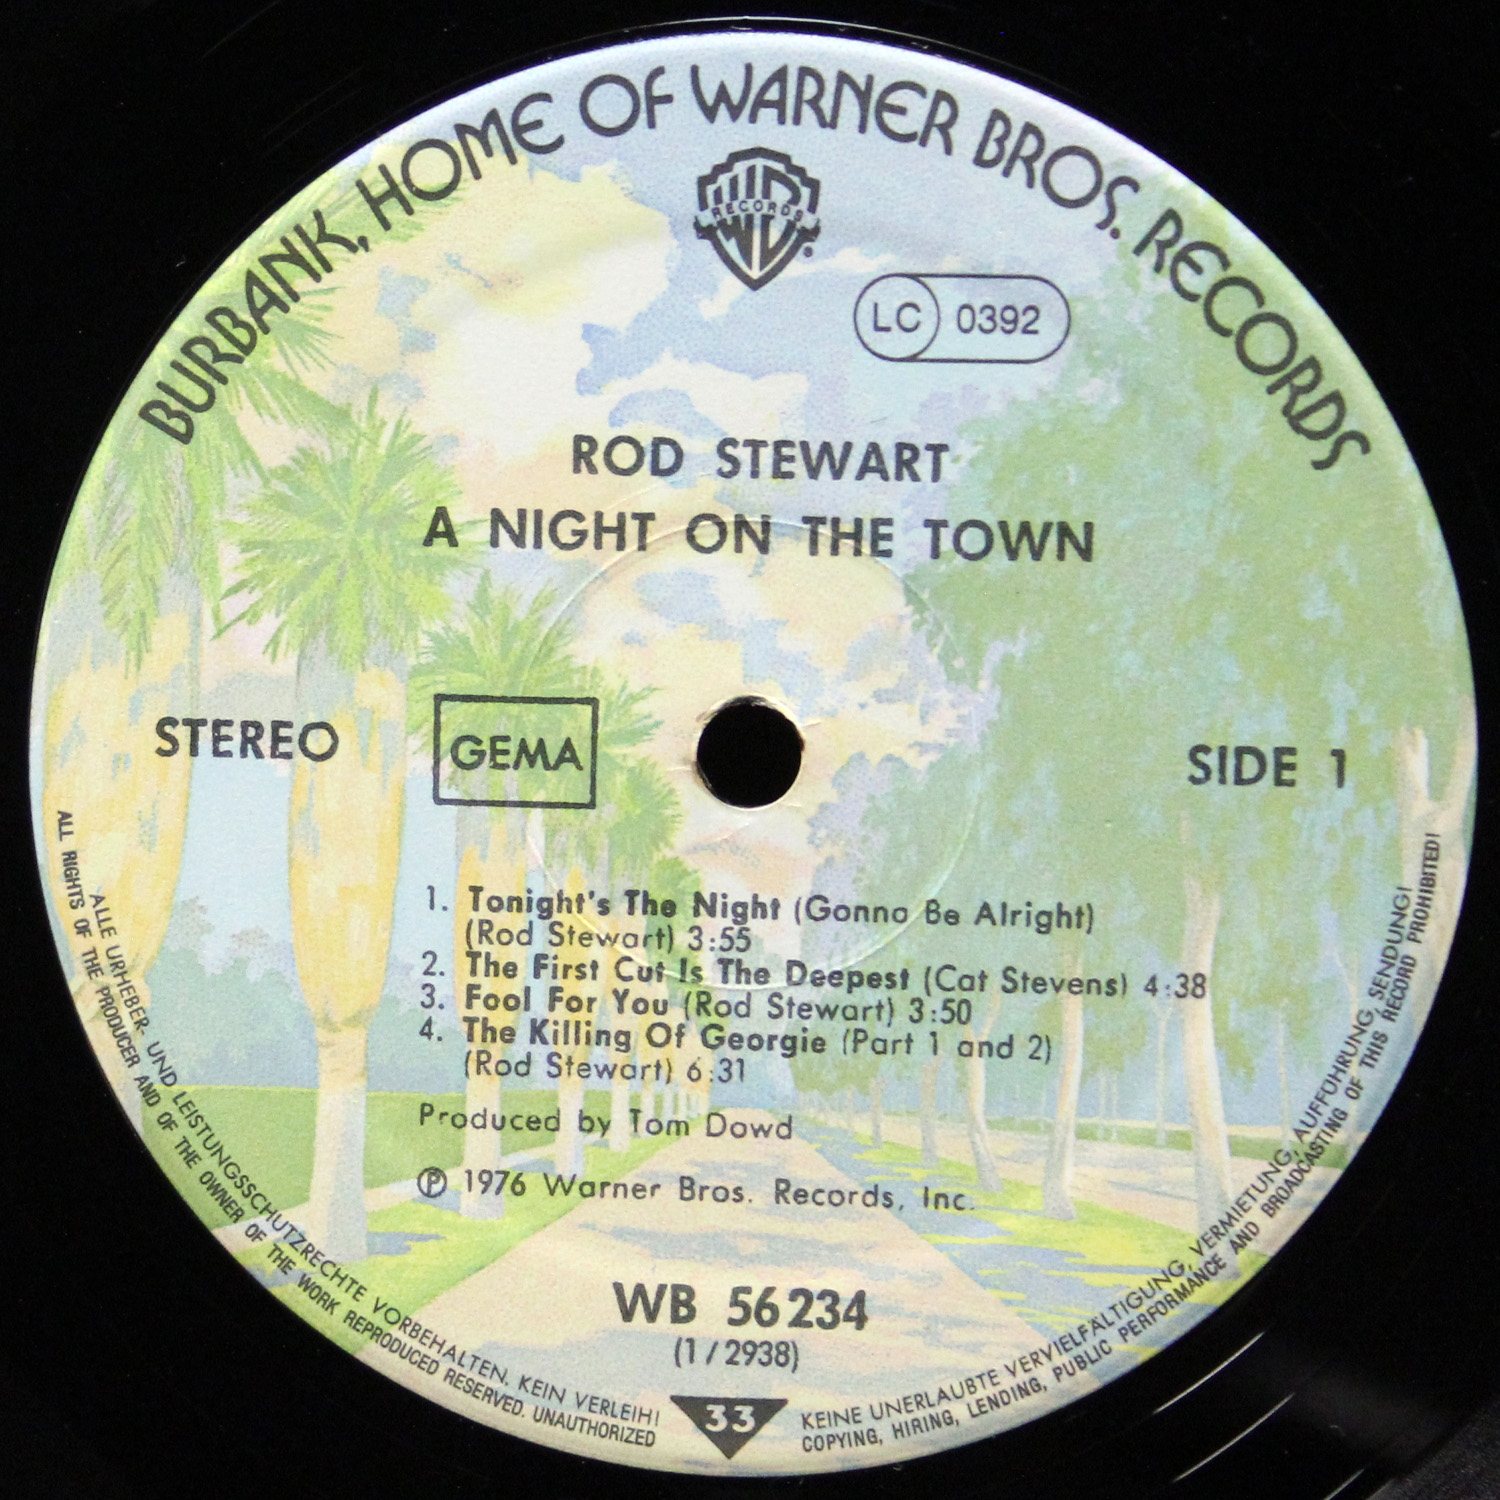 BURBANK, HOME OF WARNER BROS. RECORDS
WB
RECORDS
LC 0392
ROD STEWART
A NIGHT ON THE TOWN
STEREO
GEMA
SIDE 1
1. Tonight's The Night (Gonna Be Alright)
(Rod Stewart) 3:55
2. The First Cut Is The Deepest (Cat Stevens) 4:38
3. Fool For You (Rod Stewart) 3:50
4. The Killing Of Georgie (Part 1 and 2)
(Rod Stewart) 6:31
Produced by Tom Dowd
Ⓟ 1976 Warner Bros. Records, Inc.
WB 56 234
(1/2938)
33
ALLE URHEBER- UND LEISTUNGSSCHUTZRECHTE VORBEHALTEN. KEIN VERLEIH!
KEINE UNERLAUBTE VERVIELFÄLTIGUNG, VERMIETUNG, AUFFÜHRUNG, SENDUNG!
ALL RIGHTS OF THE PRODUCER AND OF THE OWNER OF THE WORK REPRODUCED RESERVED. UNAUTHORIZED
COPYING, HIRING, LENDING, PUBLIC PERFORMANCE AND BROADCASTING OF THIS RECORD PROHIBITED!